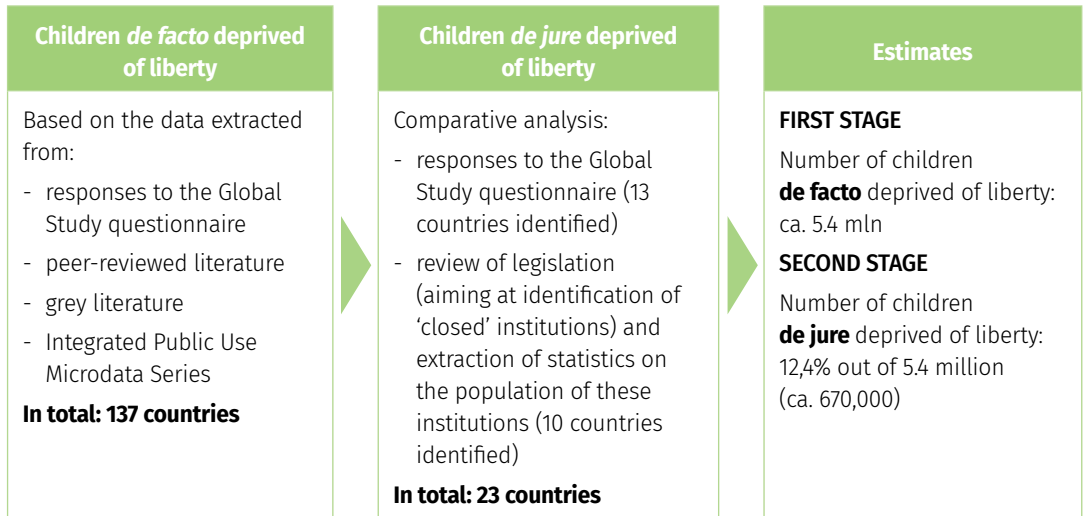 Children de facto deprived
of liberty
Based on the data extracted
from:
- responses to the Global
Study questionnaire
- peer-reviewed literature
- grey literature
- Integrated Public Use
Microdata Series
In total: 137 countries
Children de jure deprived
of liberty
Comparative analysis:
- responses to the Global
Study questionnaire (13
countries identified)
- review of legislation
(aiming at identification of
‘closed’ institutions) and
extraction of statistics on
the population of these
institutions (10 countries
identified)
In total: 23 countries
Estimates
FIRST STAGE
Number of children
de facto deprived of liberty:
ca. 5.4 mln
SECOND STAGE
Number of children
de jure deprived of liberty:
12,4% out of 5.4 million
(ca. 670,000)